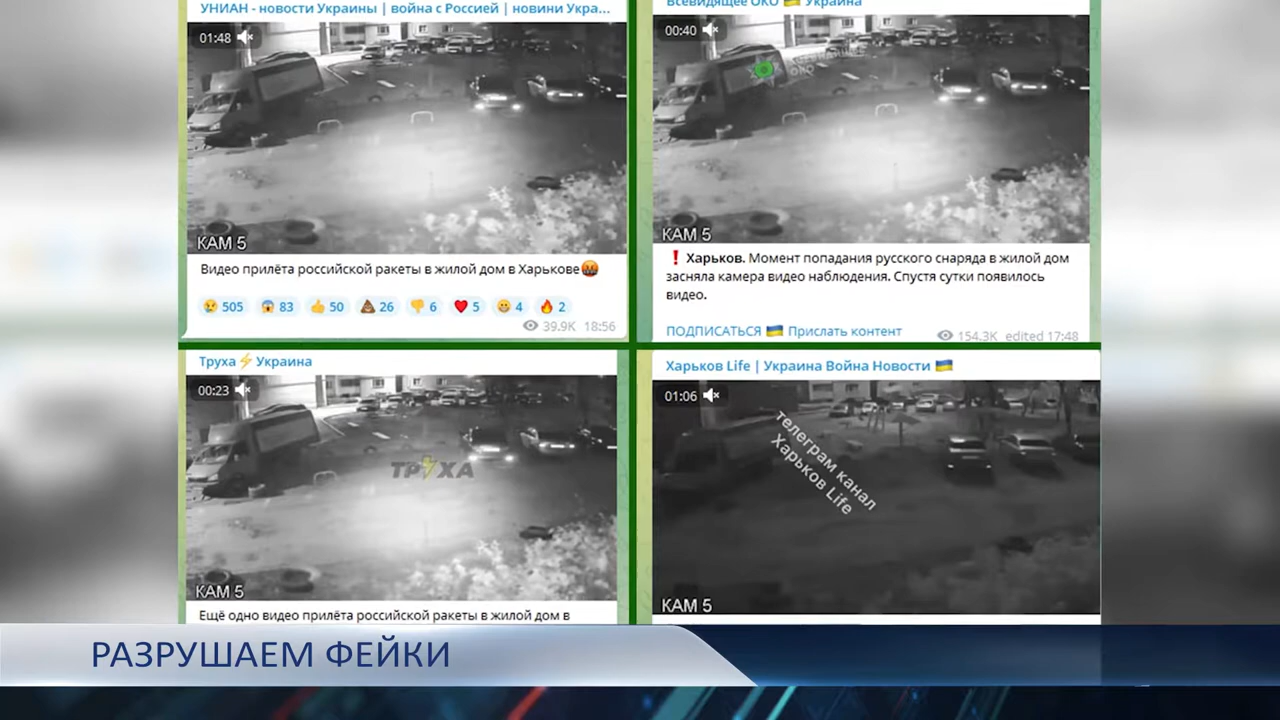 УНИАН - новости Украины | война с Россией | новини Укра...
01:48
КАМ 5
Видео прилёта российской ракеты в жилой дом в Харькове
505 83 50 26 6 5 4 2
39.9K 18:56
Всевидящее ОКО Украина
00:40
КАМ 5
Харьков. Момент попадания русского снаряда в жилой дом
засняла камера видео наблюдения. Спустя сутки появилось
видео.
ПОДПИСАТЬСЯ Прислать контент
154.3K edited 17:48
Труха Украина
00:23
ТРУХА
КАМ 5
Ещё одно видео прилёта российской ракеты в жилой дом в
Харьков Life | Украина Война Новости
01:06
телеграм канал
Харьков Life
КАМ 5
РАЗРУШАЕМ ФЕЙКИ